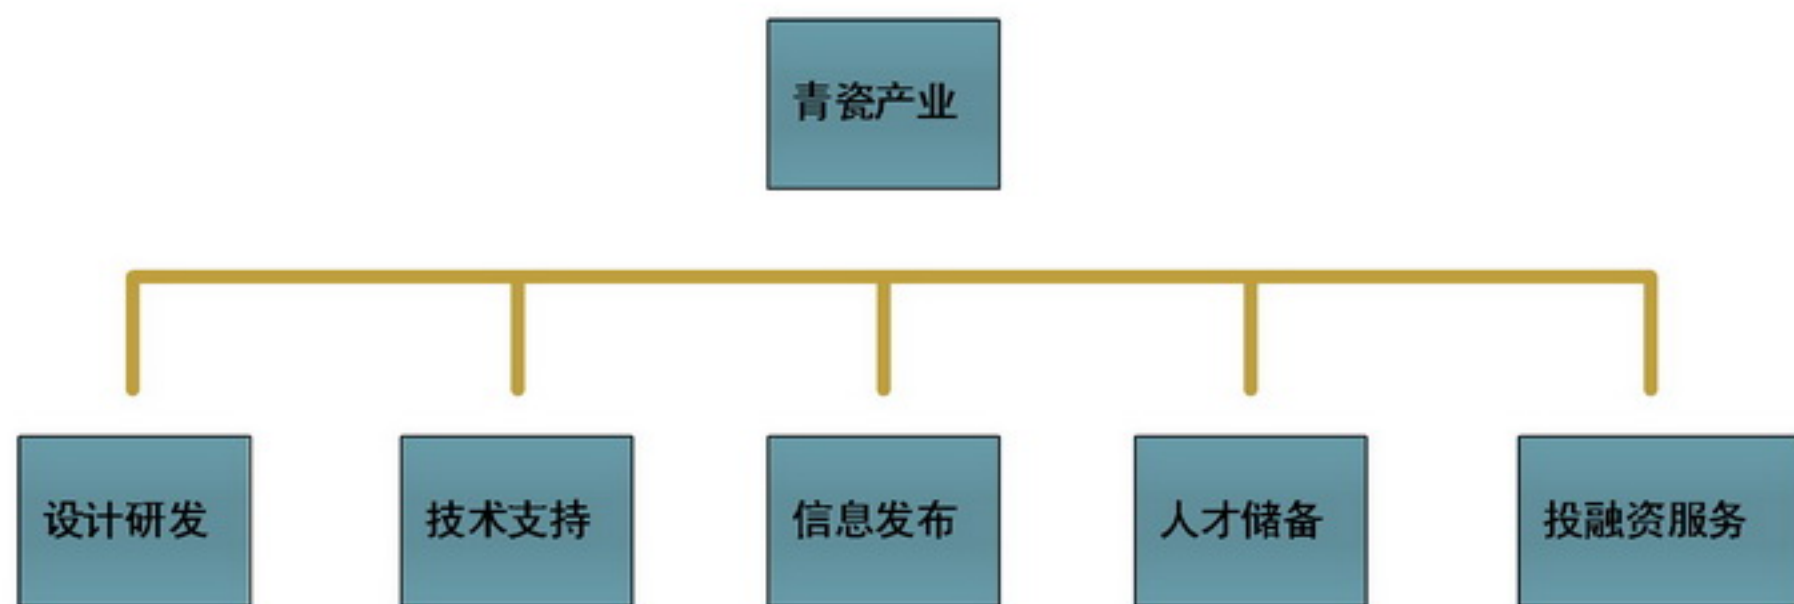 青瓷产业
设计研发
技术支持
信息发布
人才储备
投融资服务